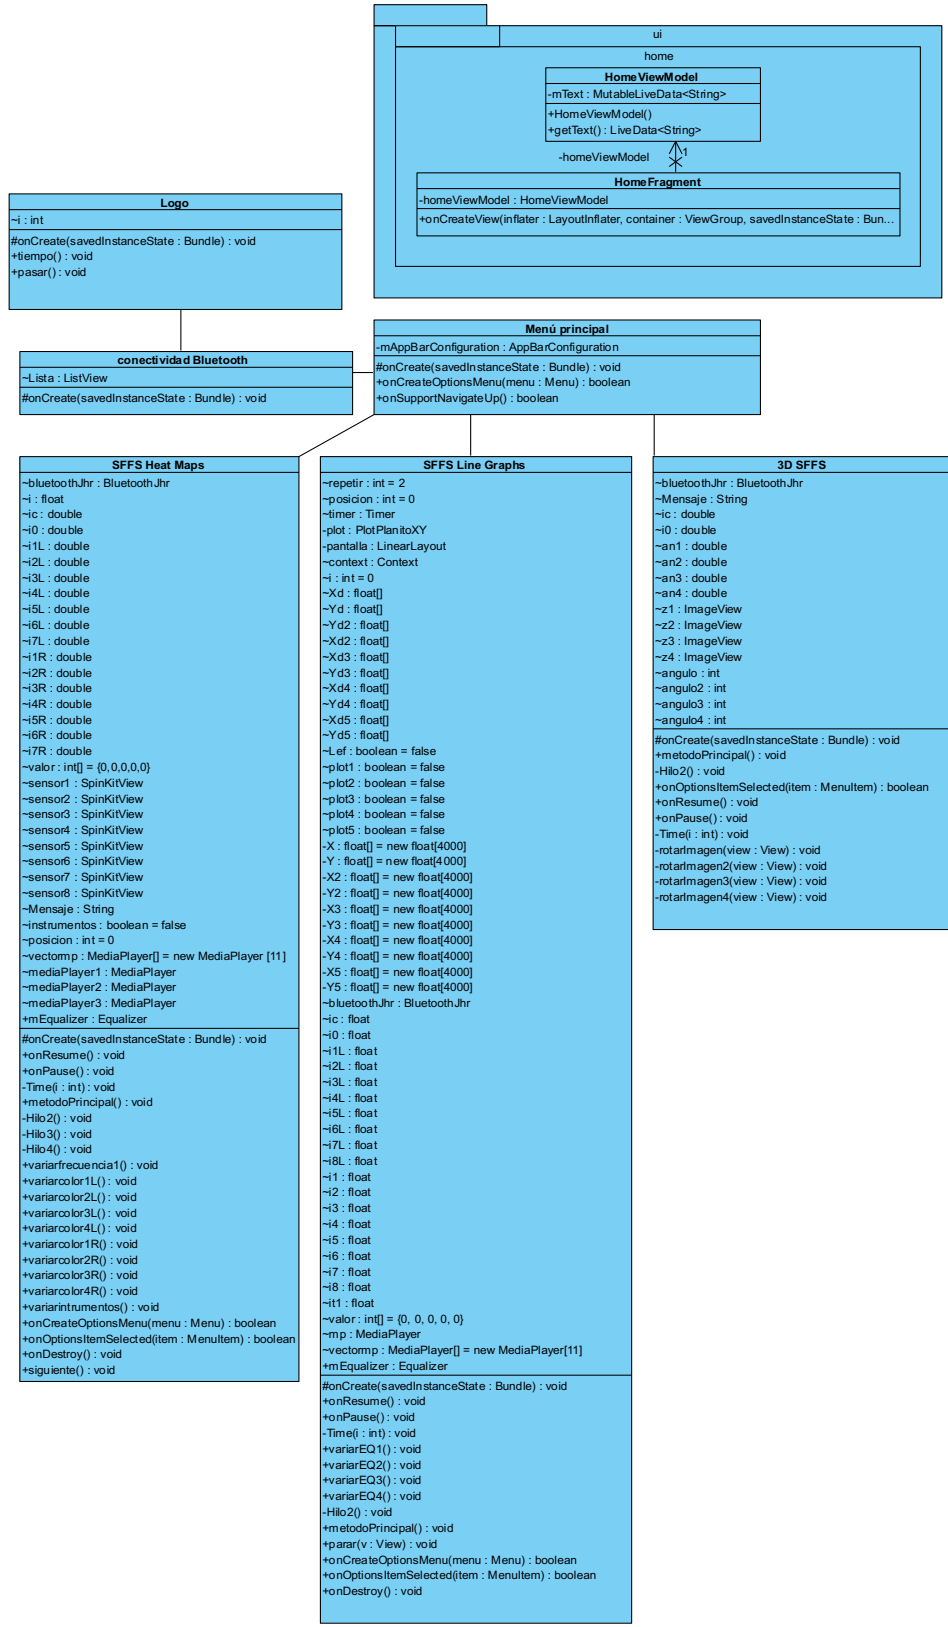 ui
home
HomeViewModel
-mText : MutableLiveData<String>
+HomeViewModel()
+getText() : LiveData<String>
-homeViewModel
1
HomeFragment
-homeViewModel : HomeViewModel
+onCreateView(inflater : LayoutInflater, container : ViewGroup, savedInstanceState : Bun...
Logo
~i : int
#onCreate(savedInstanceState : Bundle) : void
+tiempo() : void
+pasar() : void
conectividad Bluetooth
~Lista : ListView
#onCreate(savedInstanceState : Bundle) : void
Menú principal
-mAppBarConfiguration : AppBarConfiguration
#onCreate(savedInstanceState : Bundle) : void
+onCreateOptionsMenu(menu : Menu) : boolean
+onSupportNavigateUp() : boolean
SFFS Heat Maps
~bluetoothJhr : BluetoothJhr
~i : float
~ic : double
~i0 : double
~i1L : double
~i2L : double
~i3L : double
~i4L : double
~i5L : double
~i6L : double
~i7L : double
~i1R : double
~i2R : double
~i3R : double
~i4R : double
~i5R : double
~i6R : double
~i7R : double
~valor : int[] = {0,0,0,0,0}
~sensor1 : SpinKitView
~sensor2 : SpinKitView
~sensor3 : SpinKitView
~sensor4 : SpinKitView
~sensor5 : SpinKitView
~sensor6 : SpinKitView
~sensor7 : SpinKitView
~sensor8 : SpinKitView
~Mensaje : String
~instrumentos : boolean = false
~posicion : int = 0
~vectormp : MediaPlayer[] = new MediaPlayer [11]
~mediaPlayer1 : MediaPlayer
~mediaPlayer2 : MediaPlayer
~mediaPlayer3 : MediaPlayer
+mEqualizer : Equalizer
#onCreate(savedInstanceState : Bundle) : void
+onResume() : void
+onPause() : void
-Time(i : int) : void
+metodoPrincipal() : void
-Hilo2() : void
-Hilo3() : void
-Hilo4() : void
+variarfrecuencia1() : void
+variarcolor1L() : void
+variarcolor2L() : void
+variarcolor3L() : void
+variarcolor4L() : void
+variarcolor1R() : void
+variarcolor2R() : void
+variarcolor3R() : void
+variarcolor4R() : void
+variarintrumentos() : void
+onCreateOptionsMenu(menu : Menu) : boolean
+onOptionsItemSelected(item : MenuItem) : boolean
+onDestroy() : void
+siguiente() : void
SFFS Line Graphs
~repetir : int = 2
~posicion : int = 0
~timer : Timer
-plot : PlotPlanitoXY
-pantalla : LinearLayout
~context : Context
~i : int = 0
~Xd : float[]
~Yd : float[]
~Yd2 : float[]
~Xd2 : float[]
~Xd3 : float[]
~Yd3 : float[]
~Xd4 : float[]
~Yd4 : float[]
~Xd5 : float[]
~Yd5 : float[]
~Lef : boolean = false
~plot1 : boolean = false
~plot2 : boolean = false
~plot3 : boolean = false
~plot4 : boolean = false
~plot5 : boolean = false
-X : float[] = new float[4000]
-Y : float[] = new float[4000]
-X2 : float[] = new float[4000]
-Y2 : float[] = new float[4000]
-X3 : float[] = new float[4000]
-Y3 : float[] = new float[4000]
-X4 : float[] = new float[4000]
-Y4 : float[] = new float[4000]
-X5 : float[] = new float[4000]
-Y5 : float[] = new float[4000]
~bluetoothJhr : BluetoothJhr
~ic : float
~i0 : float
~i1L : float
~i2L : float
~i3L : float
~i4L : float
~i5L : float
~i6L : float
~i7L : float
~i8L : float
~i1 : float
~i2 : float
~i3 : float
~i4 : float
~i5 : float
~i6 : float
~i7 : float
~i8 : float
~it1 : float
~valor : int[] = {0, 0, 0, 0, 0}
~mp : MediaPlayer
~vectormp : MediaPlayer[] = new MediaPlayer[11]
+mEqualizer : Equalizer
#onCreate(savedInstanceState : Bundle) : void
+onResume() : void
+onPause() : void
-Time(i : int) : void
+variarEQ1() : void
+variarEQ2() : void
+variarEQ3() : void
+variarEQ4() : void
-Hilo2() : void
+metodoPrincipal() : void
+parar(v : View) : void
+onCreateOptionsMenu(menu : Menu) : boolean
+onOptionsItemSelected(item : MenuItem) : boolean
+onDestroy() : void
3D SFFS
~bluetoothJhr : BluetoothJhr
~Mensaje : String
~ic : double
~i0 : double
~an1 : double
~an2 : double
~an3 : double
~an4 : double
~z1 : ImageView
~z2 : ImageView
~z3 : ImageView
~z4 : ImageView
~angulo : int
~angulo2 : int
~angulo3 : int
~angulo4 : int
#onCreate(savedInstanceState : Bundle) : void
+metodoPrincipal() : void
-Hilo2() : void
+onOptionsItemSelected(item : MenuItem) : boolean
+onResume() : void
+onPause() : void
-Time(i : int) : void
-rotarImagen(view : View) : void
-rotarImagen2(view : View) : void
-rotarImagen3(view : View) : void
-rotarImagen4(view : View) : void